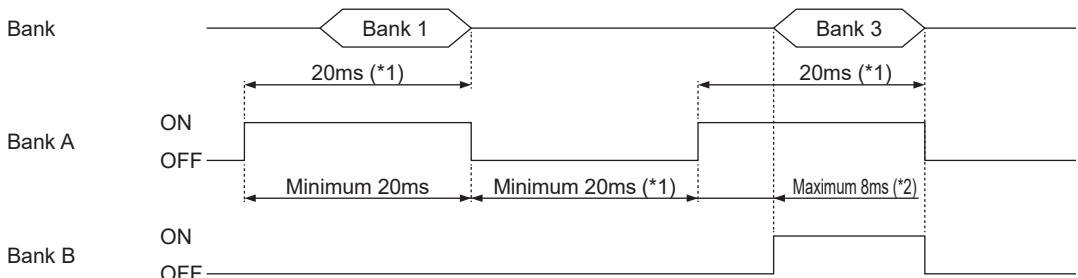 Bank
Bank 1
Bank 3
20ms (*1)
20ms (*1)
Bank A
ON
OFF
Minimum 20ms
Minimum 20ms (*1)
Maximum 8ms (*2)
Bank B
ON
OFF